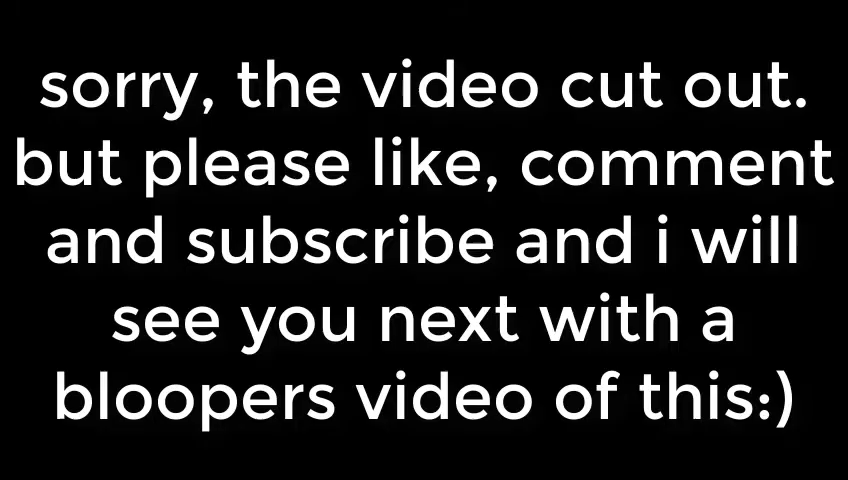 sorry, the video cut out.
but please like, comment
and subscribe and i will
see you next with a
bloopers video of this:)